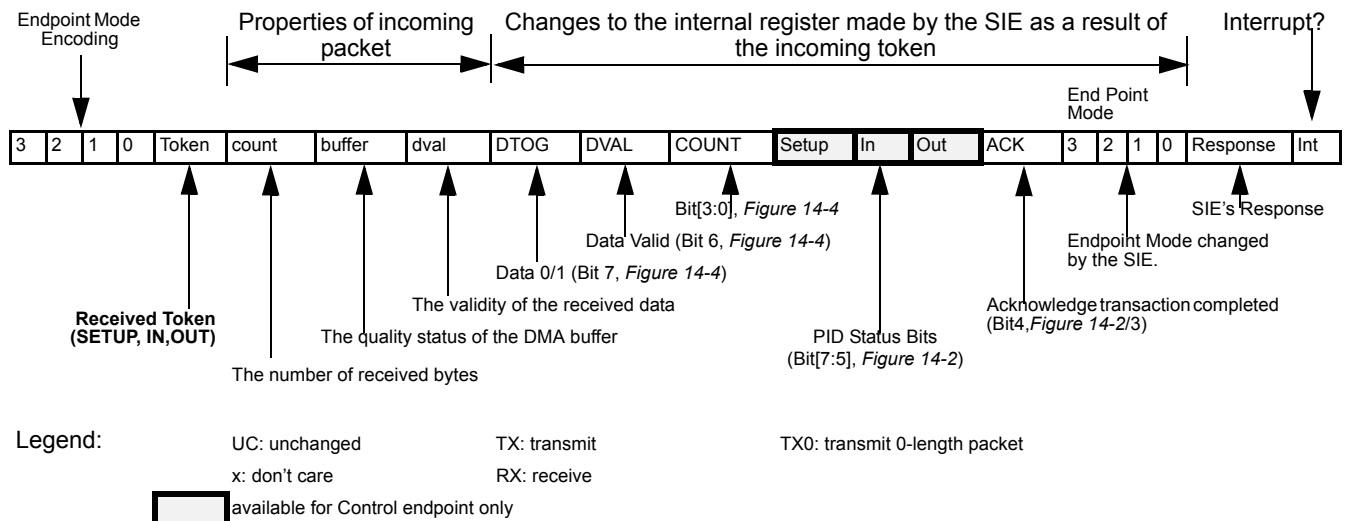 Endpoint Mode
Encoding
Properties of incoming
packet
Changes to the internal register made by the SIE as a result of
the incoming token
Interrupt?
End Point
Mode
3 2 1 0 Token count buffer dval DTOG DVAL COUNT Setup In Out ACK 3 2 1 0 Response Int
Bit[3:0], Figure 14-4
SIE's Response
Data Valid (Bit 6, Figure 14-4)
Endpoint Mode changed
by the SIE.
Data 0/1 (Bit 7, Figure 14-4)
The validity of the received data
Acknowledge transaction completed
(Bit4,Figure 14-2/3)
Received Token
(SETUP, IN,OUT)
The quality status of the DMA buffer
PID Status Bits
(Bit[7:5], Figure 14-2)
The number of received bytes
Legend:
UC: unchanged
TX: transmit
TX0: transmit 0-length packet
x: don't care
RX: receive
available for Control endpoint only